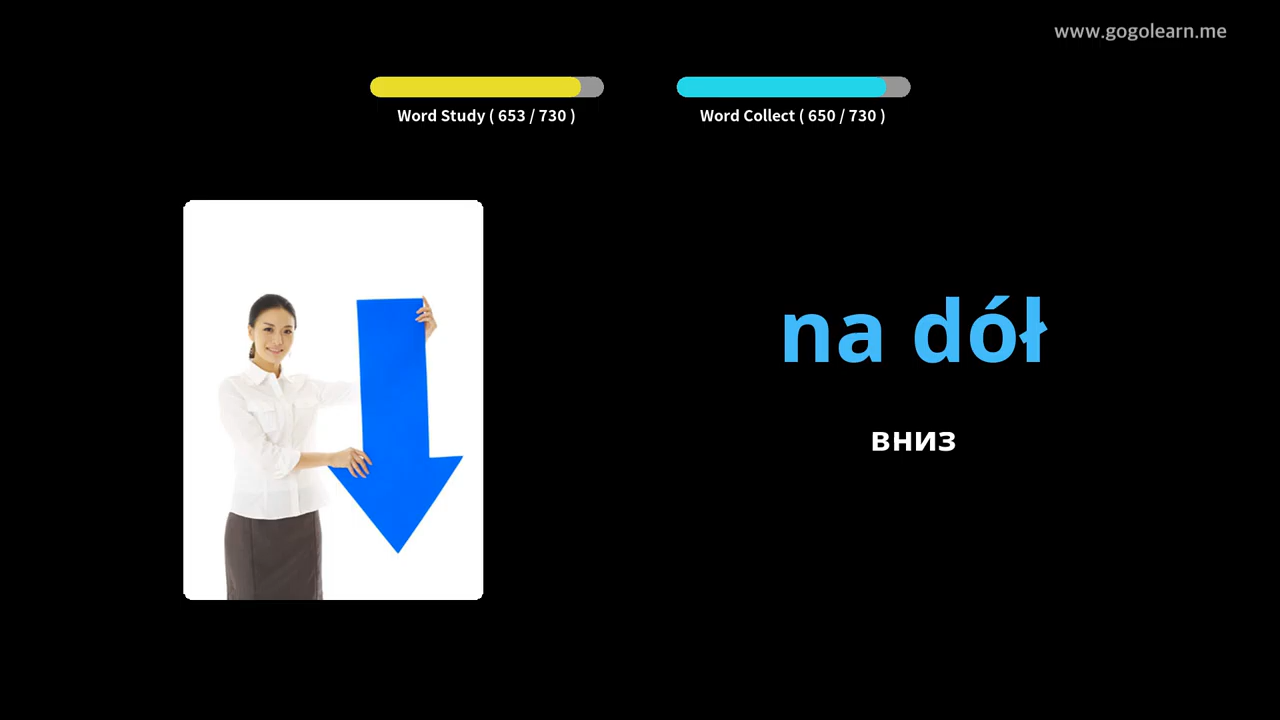 www.gogolearn.me
Word Study ( 653 / 730 )
Word Collect ( 650 / 730 )
na dół
вниз